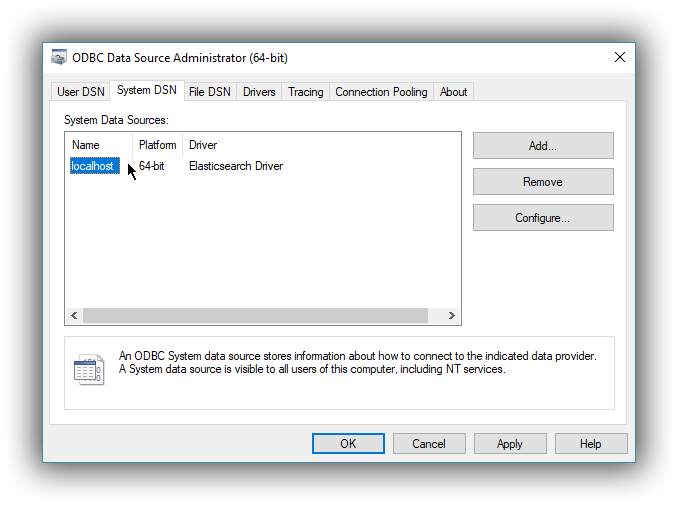 ODBC Data Source Administrator (64-bit)
User DSN System DSN File DSN Drivers Tracing Connection Pooling About
System Data Sources:
Name Platform Driver
localhost 64-bit Elasticsearch Driver
Add...
Remove
Configure...
An ODBC System data source stores information about how to connect to the indicated data provider.
A System data source is visible to all users of this computer, including NT services.
OK Cancel Apply Help